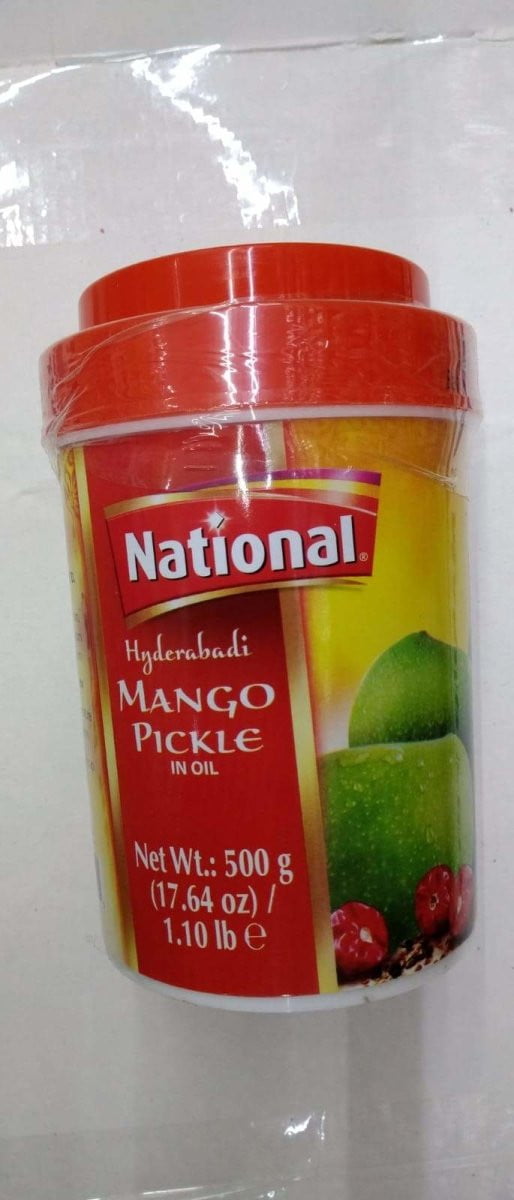 National®
Hyderabadi
MANGO
PICKLE
IN OIL
Net Wt.: 500 g
(17.64 oz) /
1.10 lb e